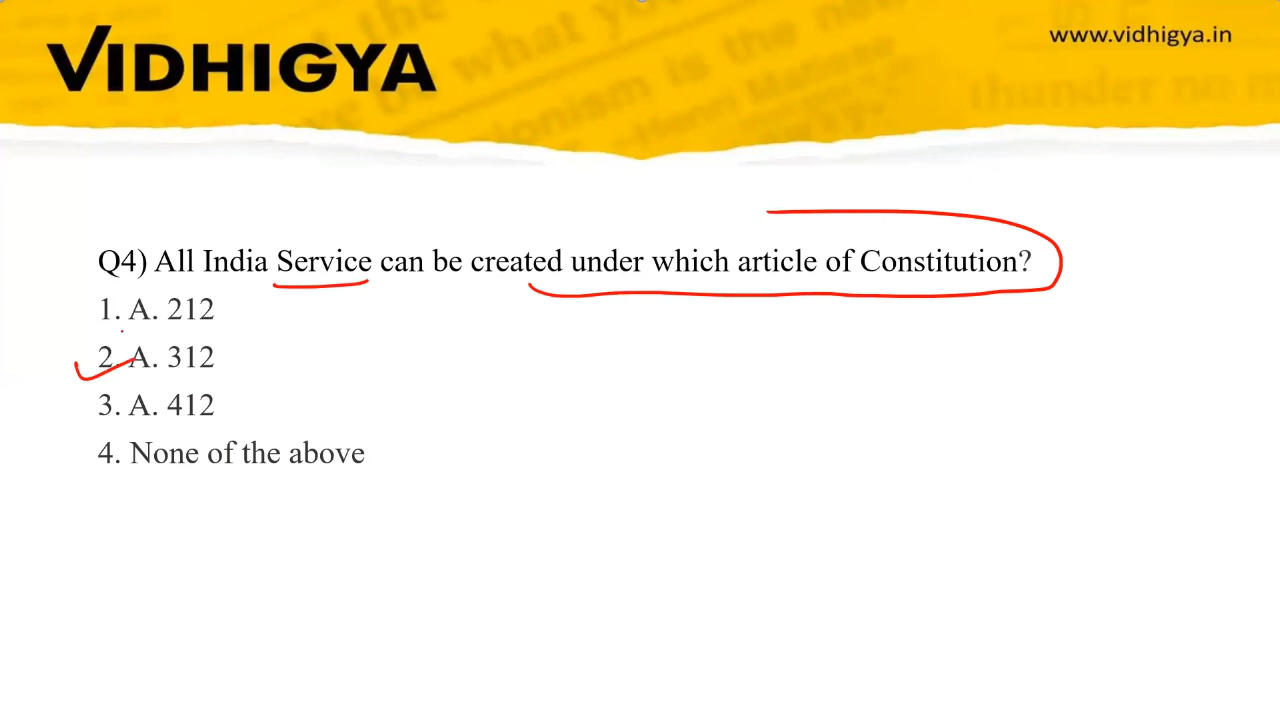 VIDHIGYA
www.vidhigya.in
Q4) All India Service can be created under which article of Constitution?
1. A. 212
2. A. 312
3. A. 412
4. None of the above